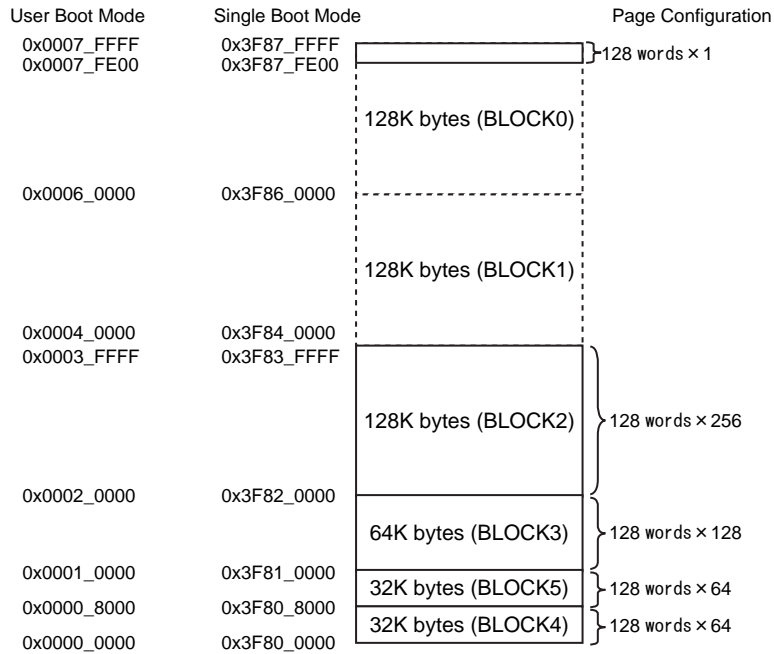 User Boot Mode Single Boot Mode Page Configuration
0x0007_FFFF 0x3F87_FFFF
128 words×1
0x0007_FE00 0x3F87_FE00
128K bytes (BLOCK0)
0x0006_0000 0x3F86_0000
128K bytes (BLOCK1)
0x0004_0000 0x3F84_0000
0x0003_FFFF 0x3F83_FFFF
128K bytes (BLOCK2) 128 words×256
0x0002_0000 0x3F82_0000
64K bytes (BLOCK3) 128 words×128
0x0001_0000 0x3F81_0000
32K bytes (BLOCK5) 128 words×64
0x0000_8000 0x3F80_8000
32K bytes (BLOCK4) 128 words×64
0x0000_0000 0x3F80_0000